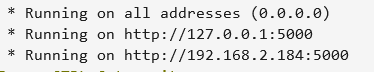 * Running on all addresses (0.0.0.0)
* Running on http://127.0.0.1:5000
* Running on http://192.168.2.184:5000